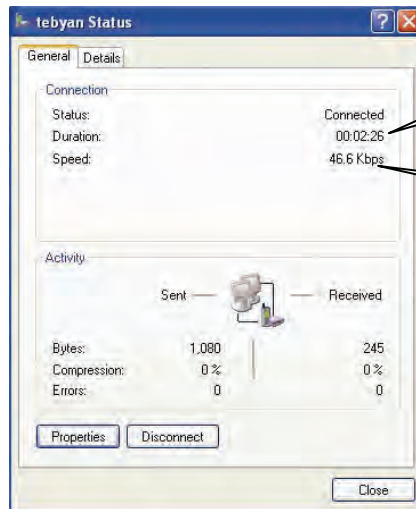 tebyan Status
General Details
Connection
Status: Connected
Duration: 00:02:26
Speed: 46.6 Kbps
Activity
Sent Received
Bytes: 1,080 245
Compression: 0 % 0 %
Errors: 0 0
Properties Disconnect
Close